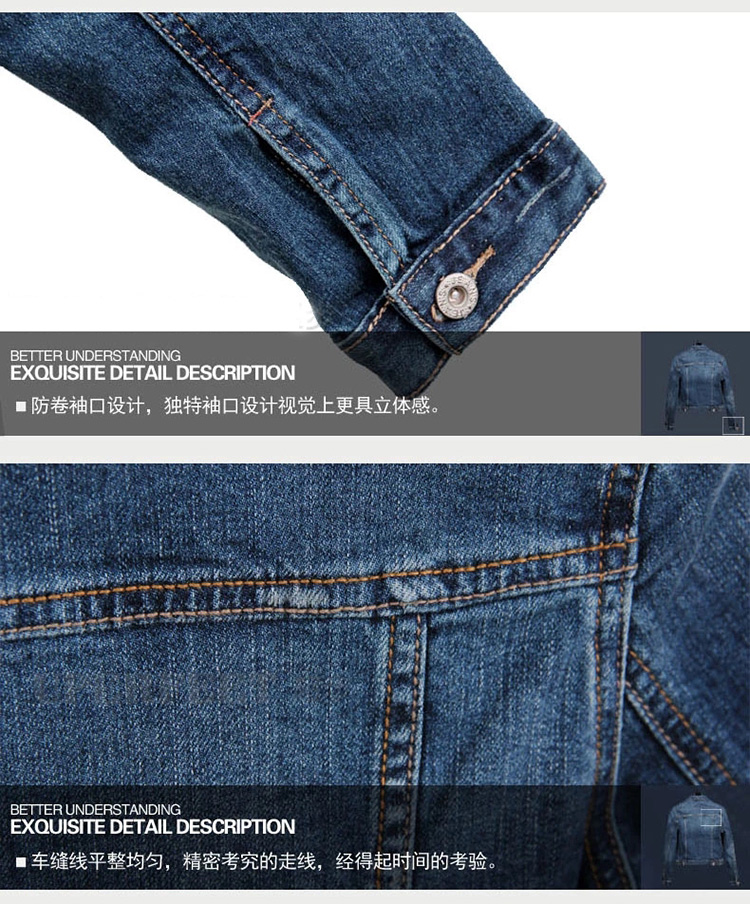 BETTER UNDERSTANDING
EXQUISITE DETAIL DESCRIPTION
■防卷袖口设计，独特袖口设计视觉上更具立体感。
BETTER UNDERSTANDING
EXQUISITE DETAIL DESCRIPTION
■车缝线平整均匀，精密考究的走线，经得起时间的考验。